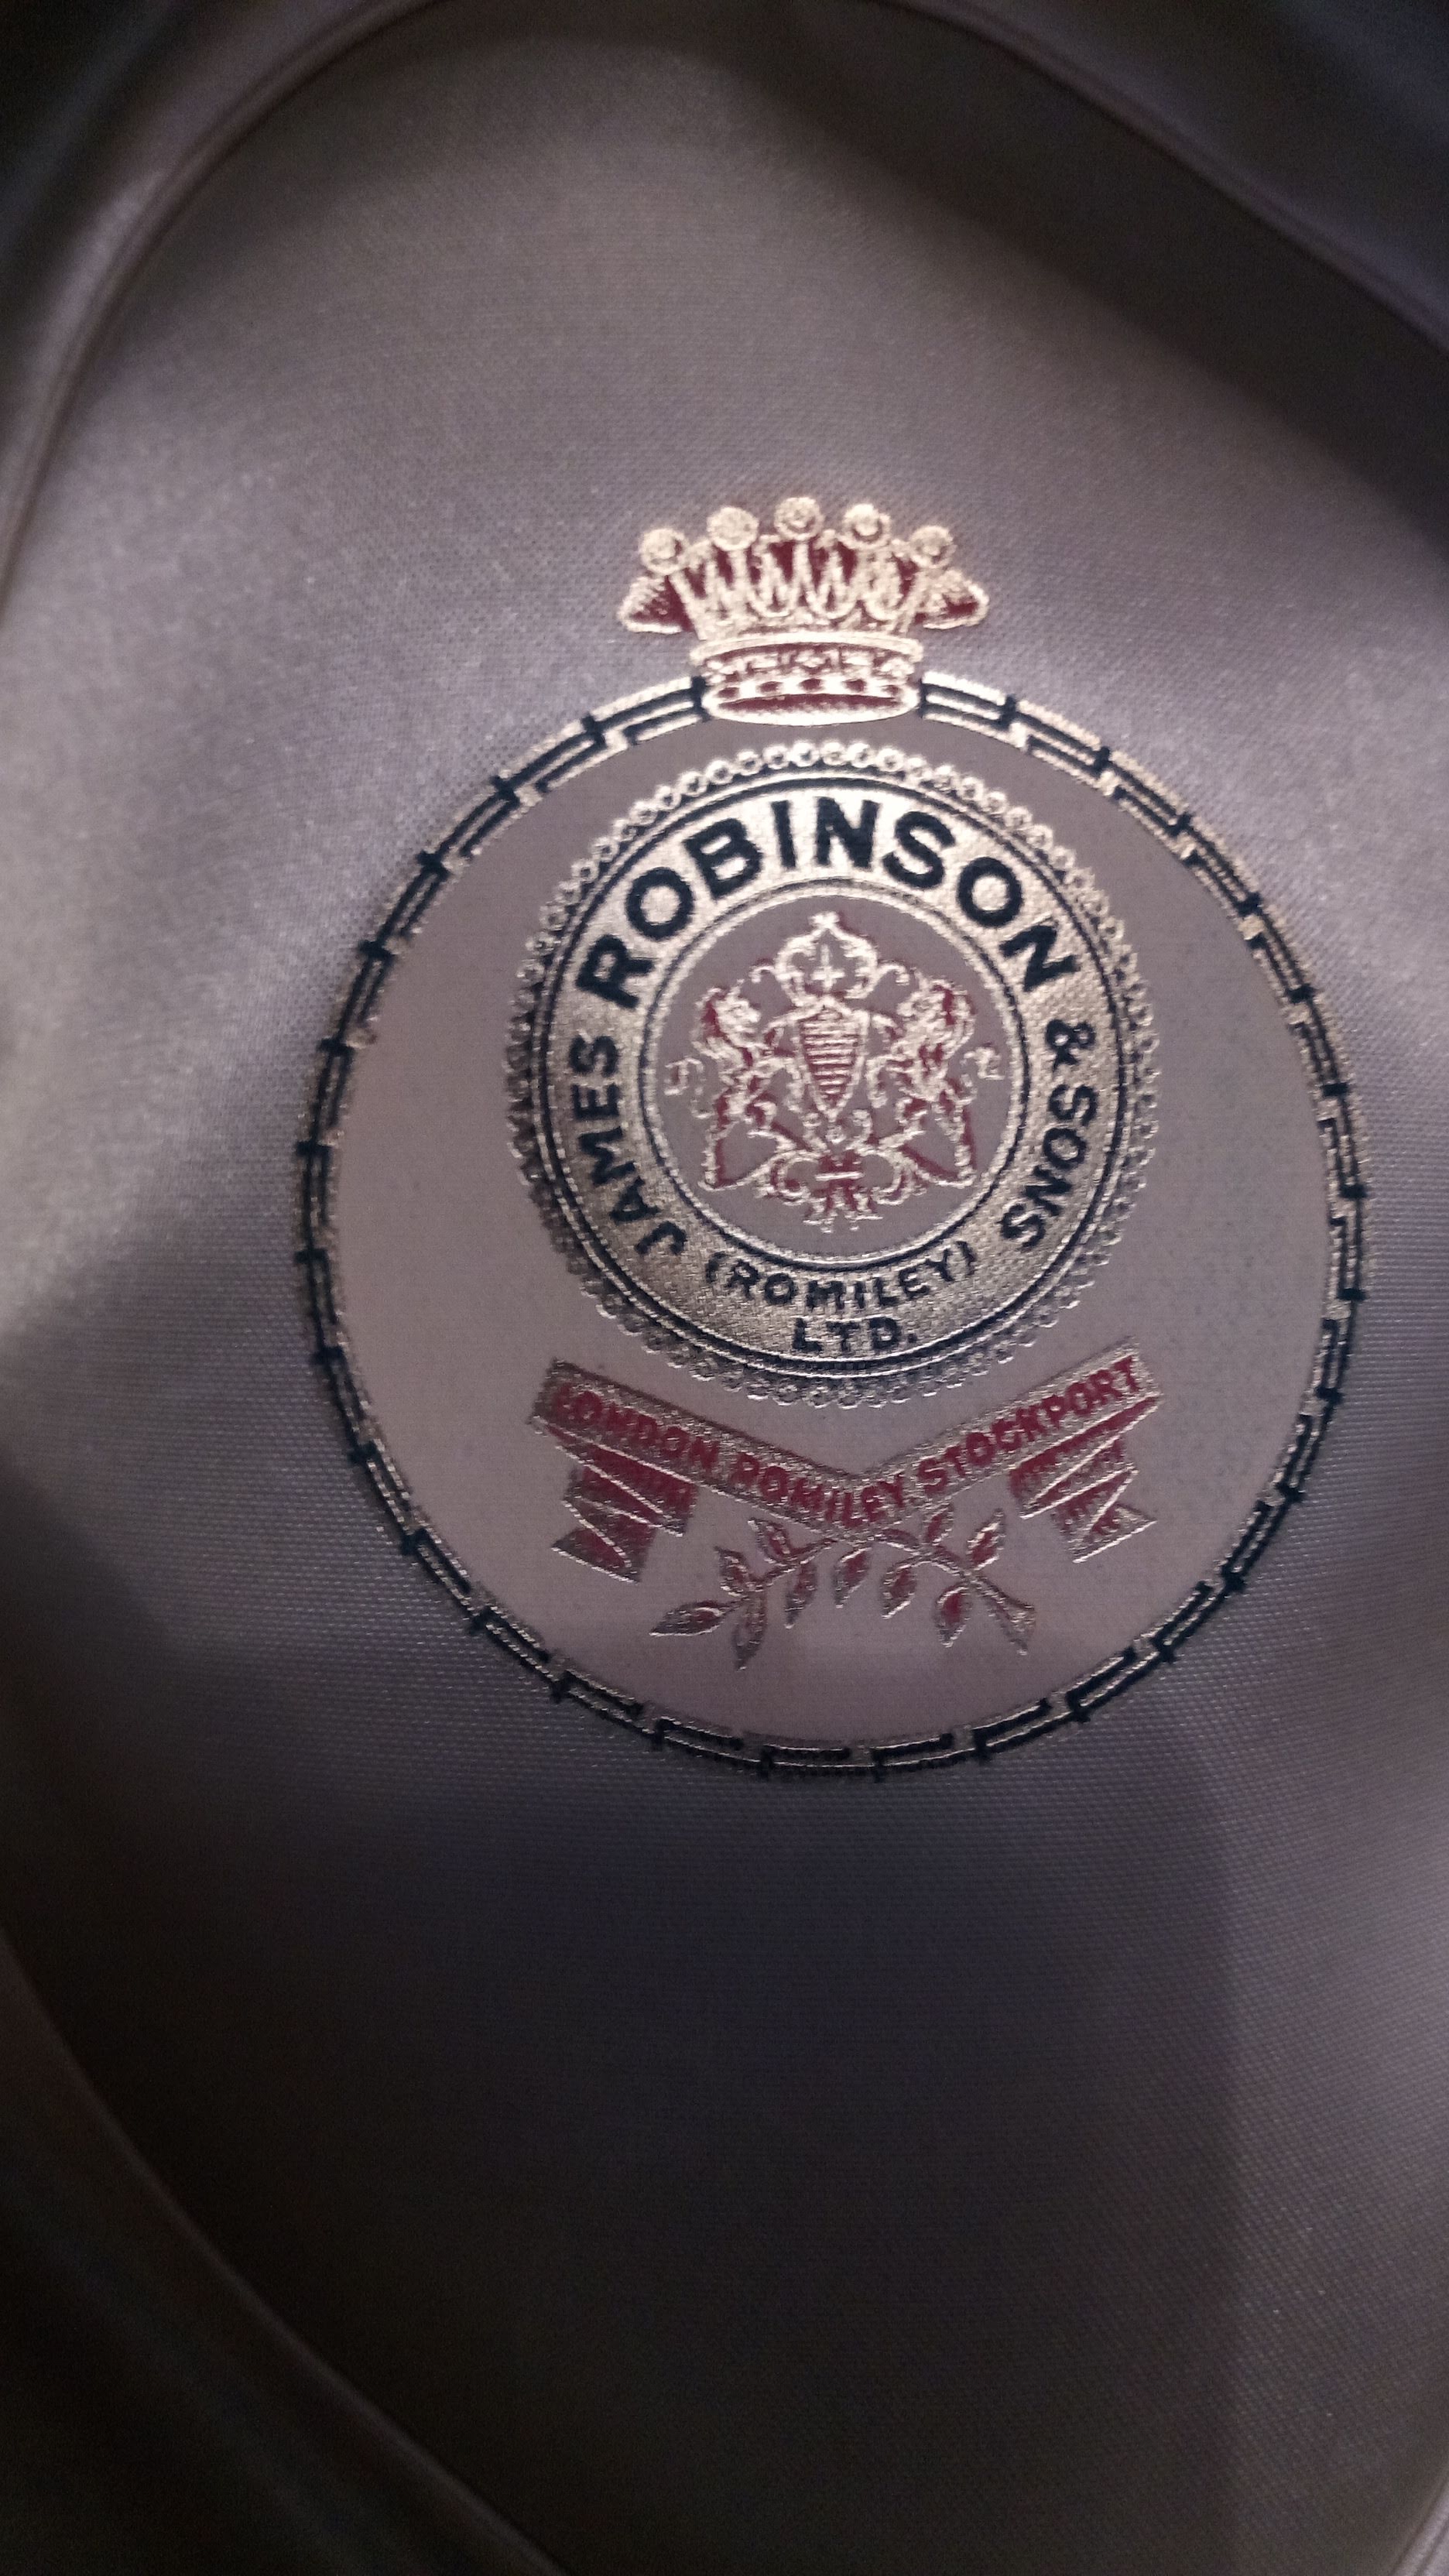 JAMES ROBINSON & SONS
(ROMILEY)
LTD.
LONDON. ROMILEY. STOCKPORT